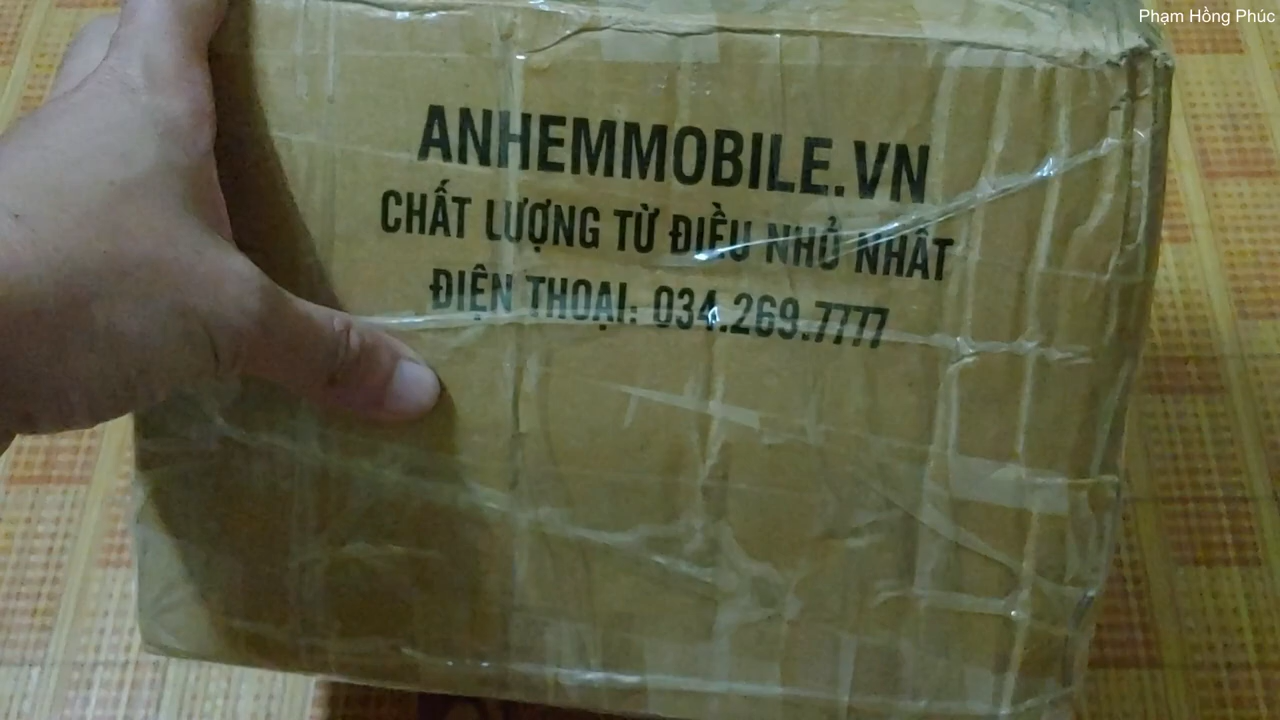 Phạm Hồng Phúc
ANHEMMOBILE.VN
CHẤT LƯỢNG TỪ ĐIỀU NHỎ NHẤT
ĐIỆN THOẠI: 034.269.7777